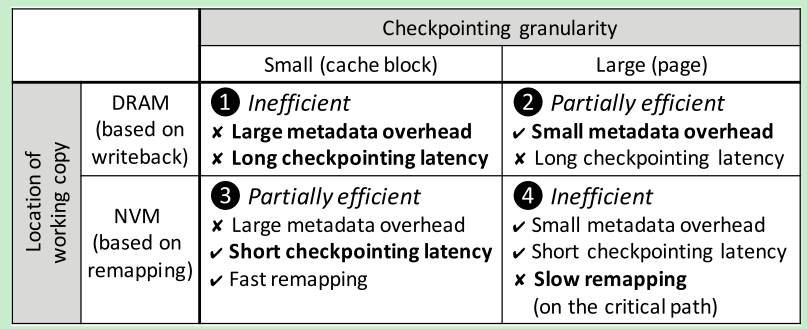 Checkpointing granularity
Small (cache block)
Large (page)
Location of
working copy
DRAM
(based on
writeback)
❶ Inefficient
✘ Large metadata overhead
✘ Long checkpointing latency
❷ Partially efficient
✔ Small metadata overhead
✘ Long checkpointing latency
NVM
(based on
remapping)
❸ Partially efficient
✘ Large metadata overhead
✔ Short checkpointing latency
✔ Fast remapping
❹ Inefficient
✔ Small metadata overhead
✔ Short checkpointing latency
✘ Slow remapping
(on the critical path)